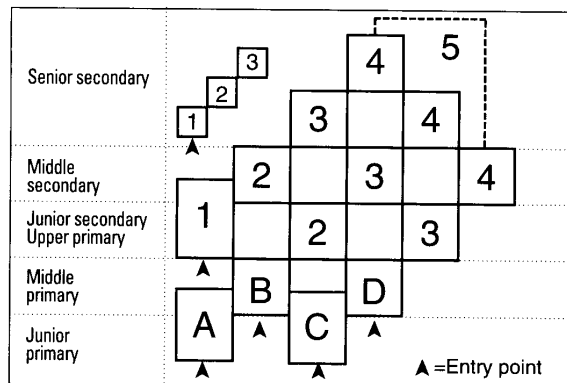 4 5
3
Senior secondary
2
1
3 4
Middle
secondary
2 3 4
1
Junior secondary
Upper primary
2 3
Middle
primary
B D
A C
Junior
primary
=Entry point